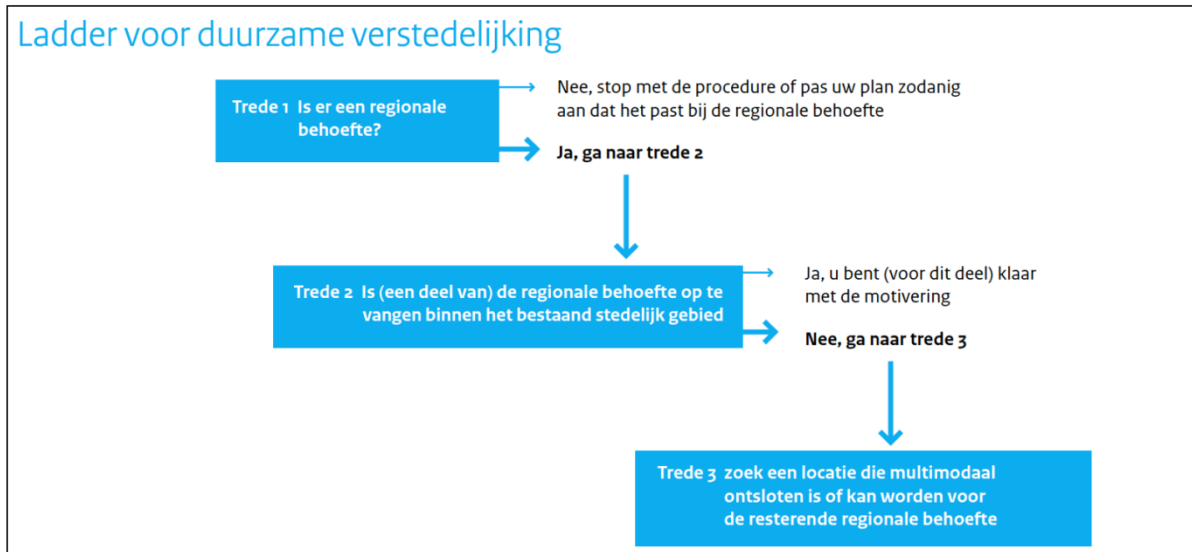 Ladder voor duurzame verstedelijking
Trede 1 Is er een regionale
behoefte?
Nee, stop met de procedure of pas uw plan zodanig
aan dat het past bij de regionale behoefte
Ja, ga naar trede 2
Trede 2 Is (een deel van) de regionale behoefte op te
vangen binnen het bestaand stedelijk gebied
Ja, u bent (voor dit deel) klaar
met de motivering
Nee, ga naar trede 3
Trede 3 zoek een locatie die multimodaal
ontsloten is of kan worden voor
de resterende regionale behoefte